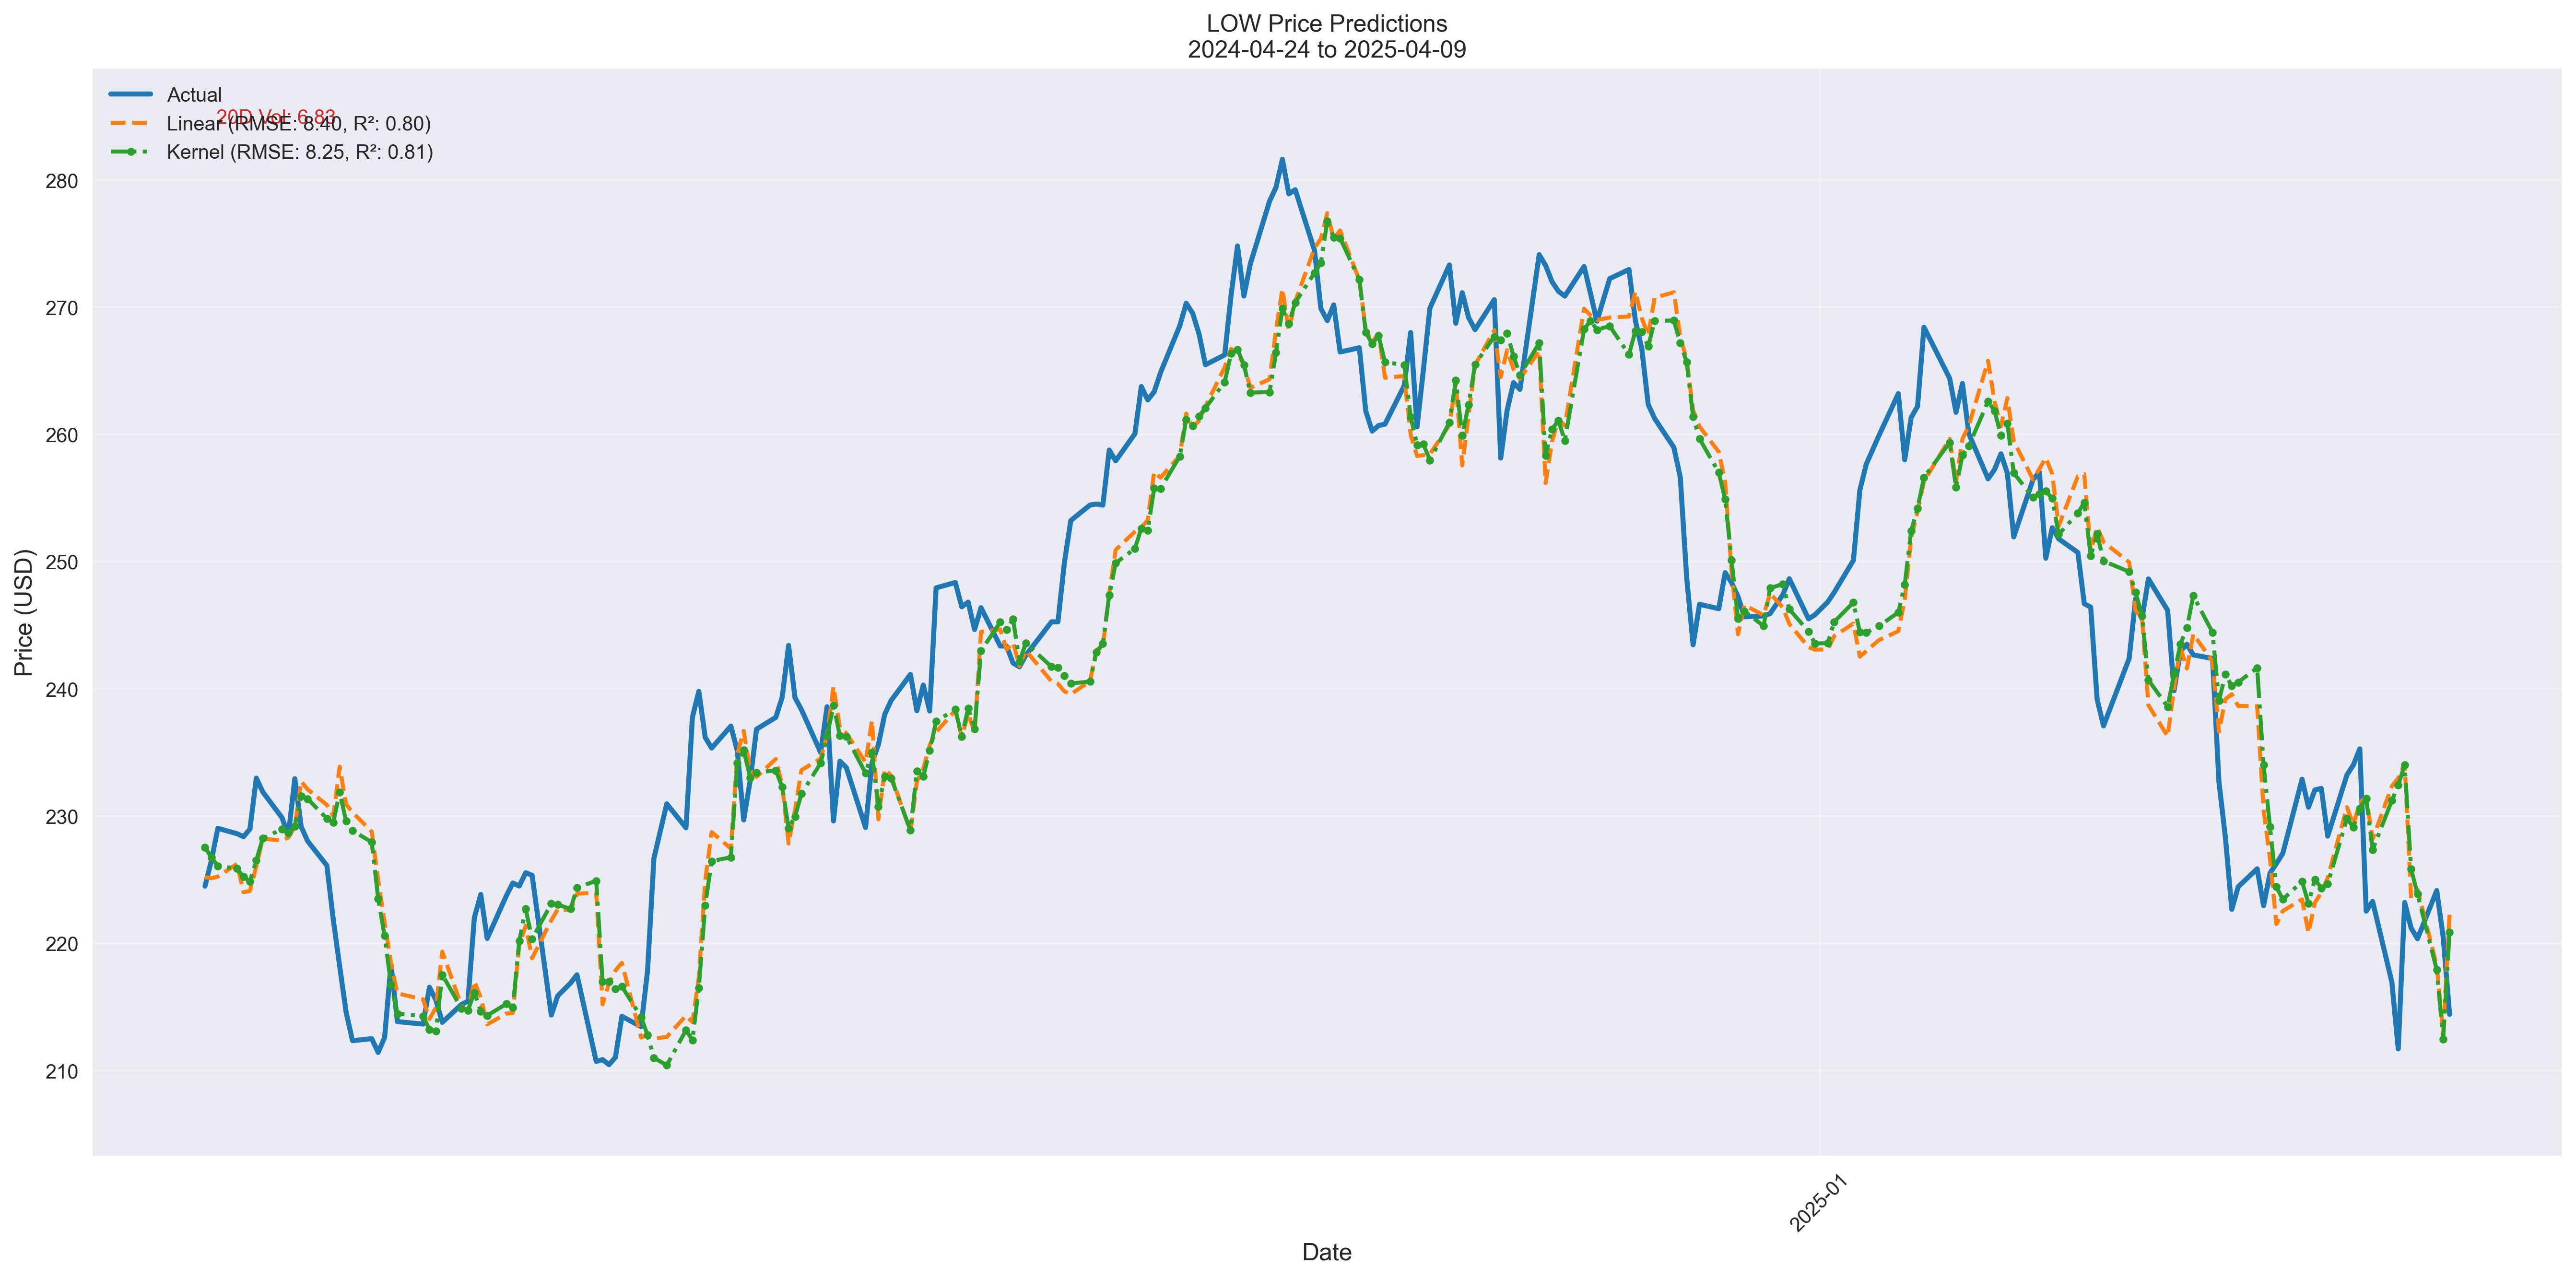 LOW Price Predictions
2024-04-24 to 2025-04-09
Actual
20D Vol: 6.83
Linear (RMSE: 8.40, R²: 0.80)
Kernel (RMSE: 8.25, R²: 0.81)
Price (USD)
280
270
260
250
240
230
220
210
2025-01
Date